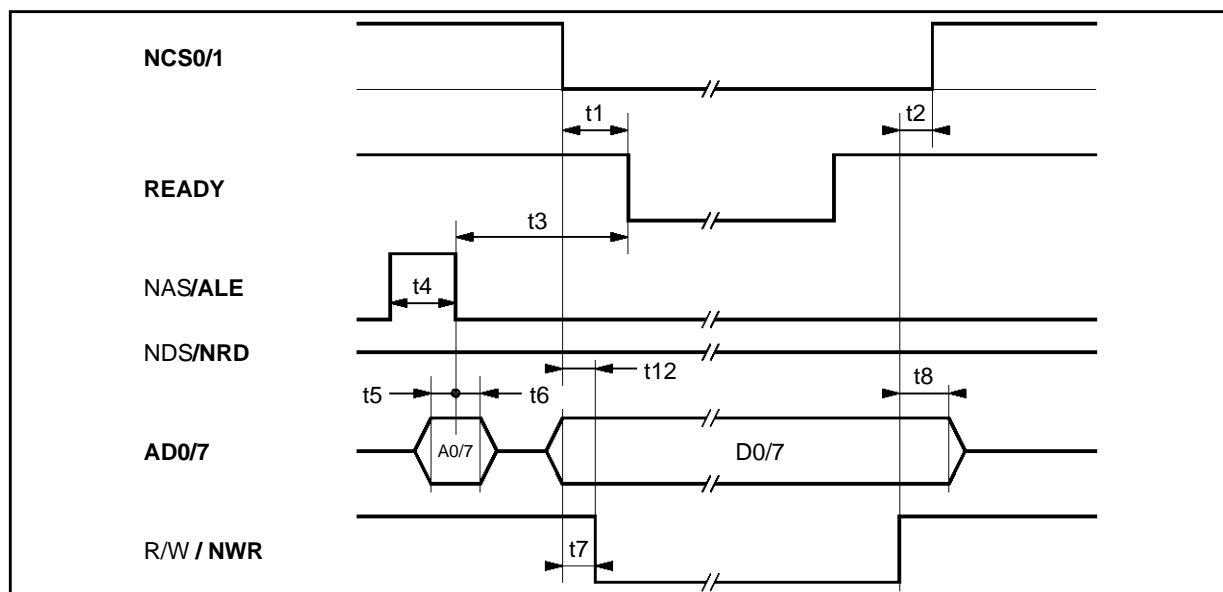 NCS0/1
t1
t2
READY
t3
NAS/ALE
t4
NDS/NRD
t12
t5
t6
t8
AD0/7
A0/7
D0/7
R/W / NWR
t7